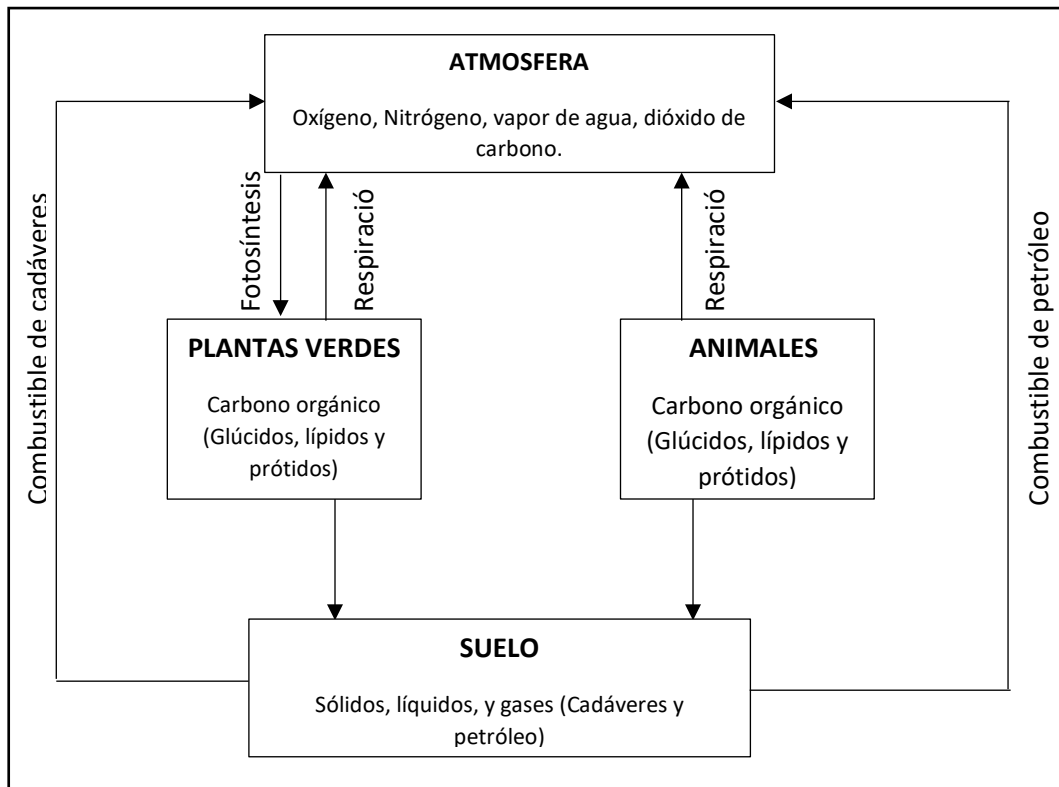 ATMOSFERA
Oxígeno, Nitrógeno, vapor de agua, dióxido de
carbono.
Combustible de cadáveres
Fotosíntesis
Respiració
Respiració
Combustible de petróleo
PLANTAS VERDES
Carbono orgánico
(Glúcidos, lípidos y
prótidos)
ANIMALES
Carbono orgánico
(Glúcidos, lípidos y
prótidos)
SUELO
Sólidos, líquidos, y gases (Cadáveres y
petróleo)